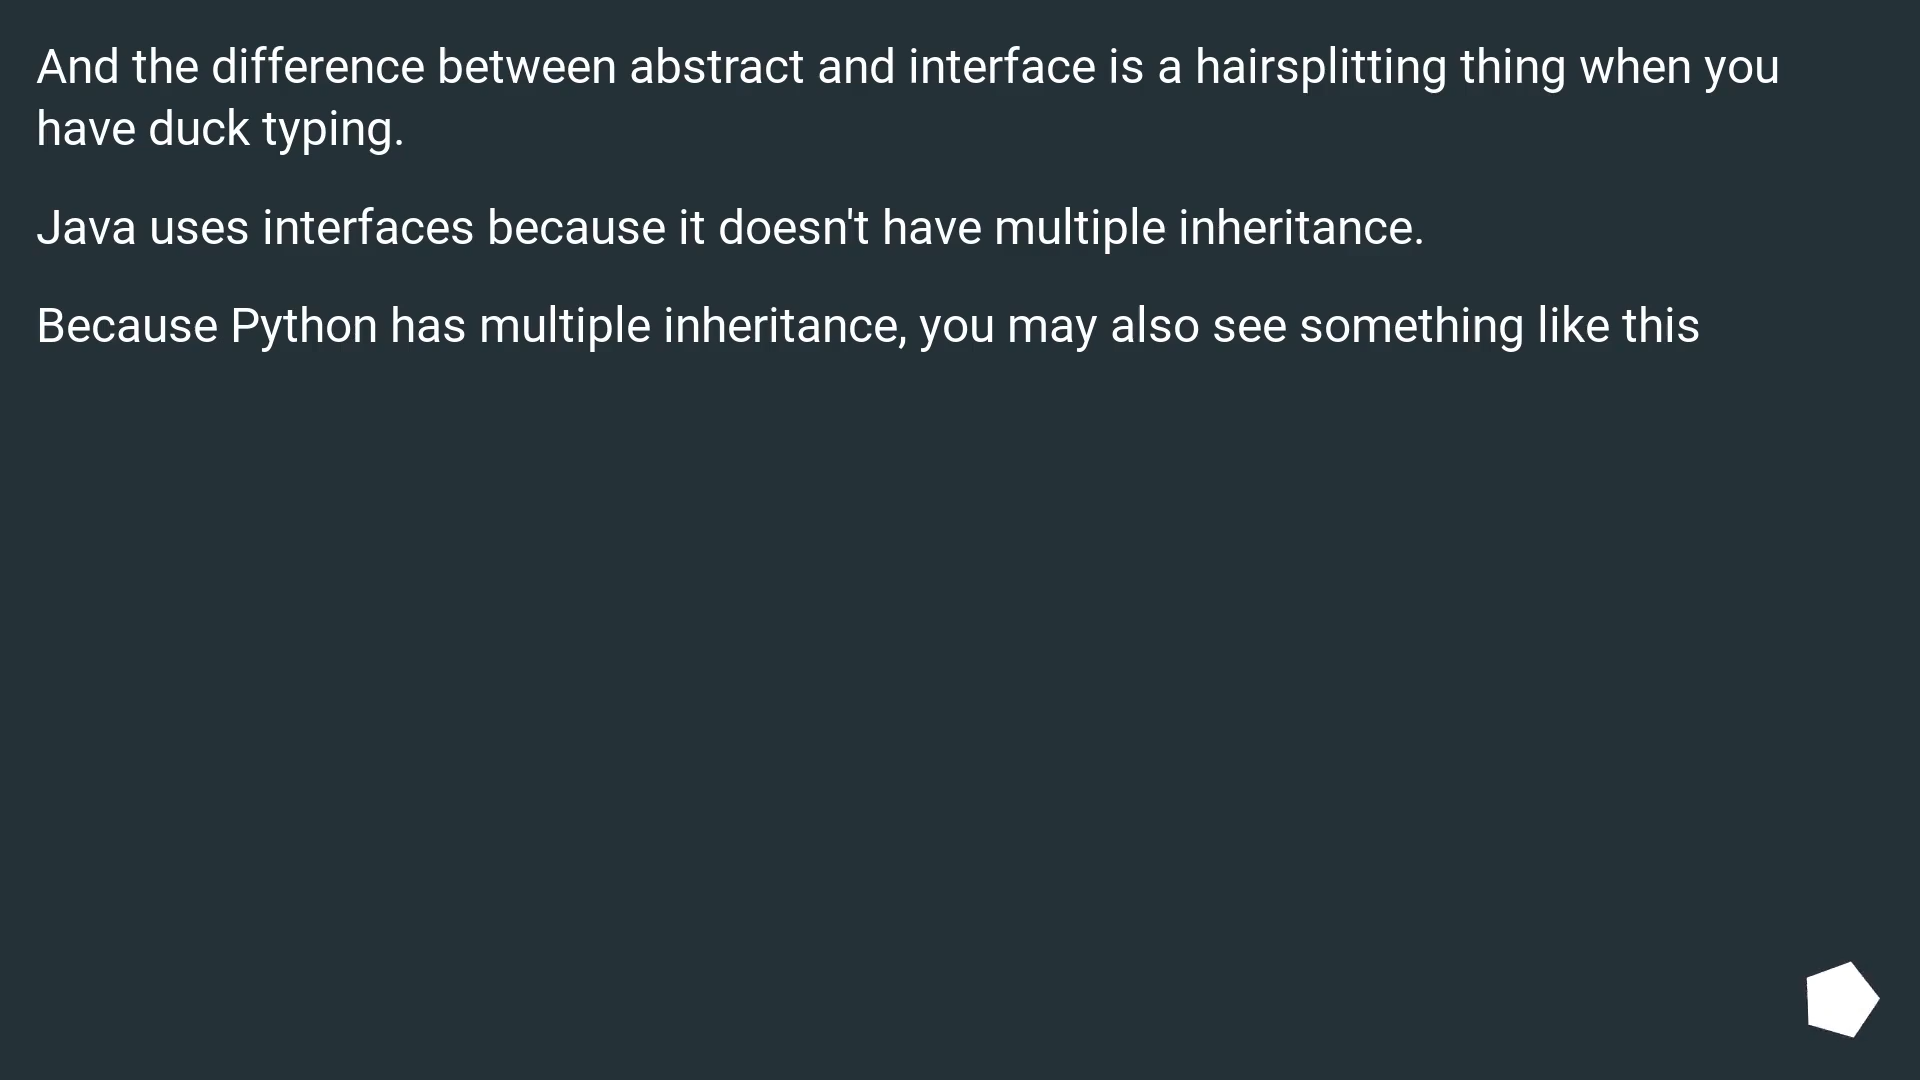 And the difference between abstract and interface is a hairsplitting thing when you
have duck typing.
Java uses interfaces because it doesn't have multiple inheritance.
Because Python has multiple inheritance, you may also see something like this